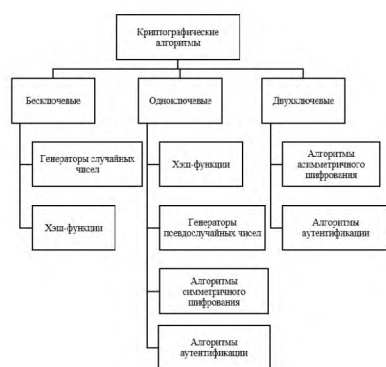 Криптографические
алгоритмы
Бесключевые
Одноключевые
Двухключевые
Генераторы случайных
чисел
Хэш-функции
Хэш-функции
Генераторы
псевдослучайных чисел
Алгоритмы
симметричного
шифрования
Алгоритмы
аутентификации
Алгоритмы
асимметричного
шифрования
Алгоритмы
аутентификации